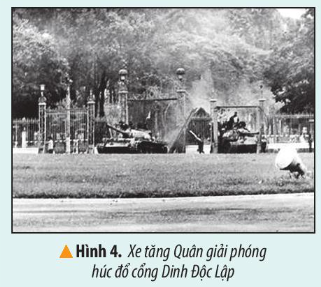 ▲ Hình 4. Xe tăng Quân giải phóng
húc đổ cổng Dinh Độc Lập